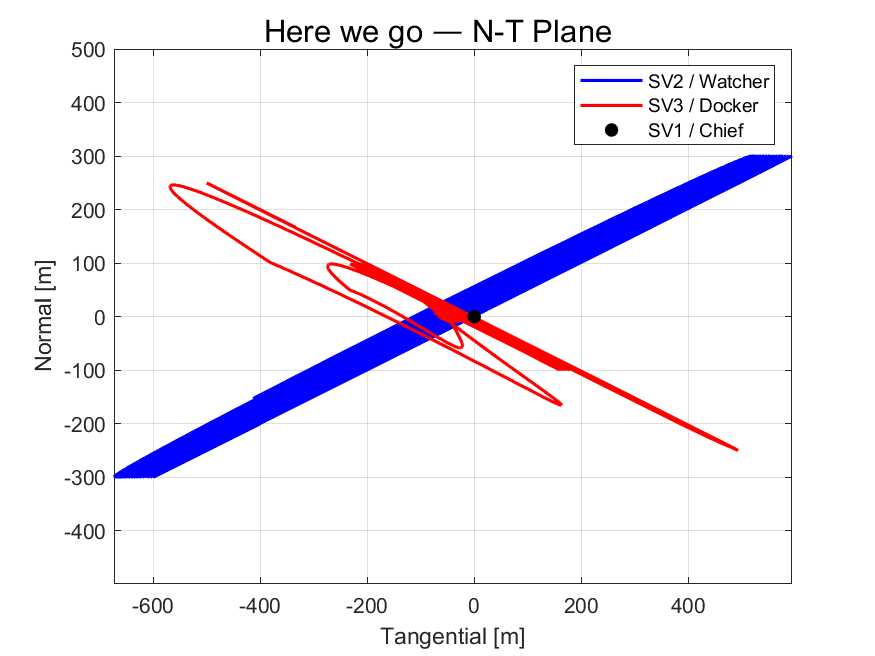 Here we go — N-T Plane
SV2 / Watcher
SV3 / Docker
SV1 / Chief
500
400
300
200
100
0
-100
-200
-300
-400
Normal [m]
-600
-400
-200
0
200
400
Tangential [m]